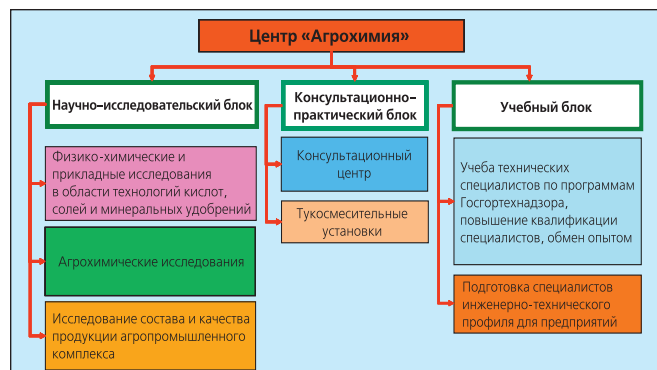 Центр «Агрохимия»
Научно–исследовательский блок
Физико-химические и
прикладные исследования
в области технологий кислот,
солей и минеральных удобрений
Агрохимические исследования
Исследование состава и качества
продукции агропромышленного
комплекса
Консультационно–
практический блок
Консультационный
центр
Тукосмесительные
установки
Учебный блок
Учеба технических
специалистов по программам
Госгортехнадзора,
повышение квалификации
специалистов, обмен опытом
Подготовка специалистов
инженерно-технического
профиля для предприятий